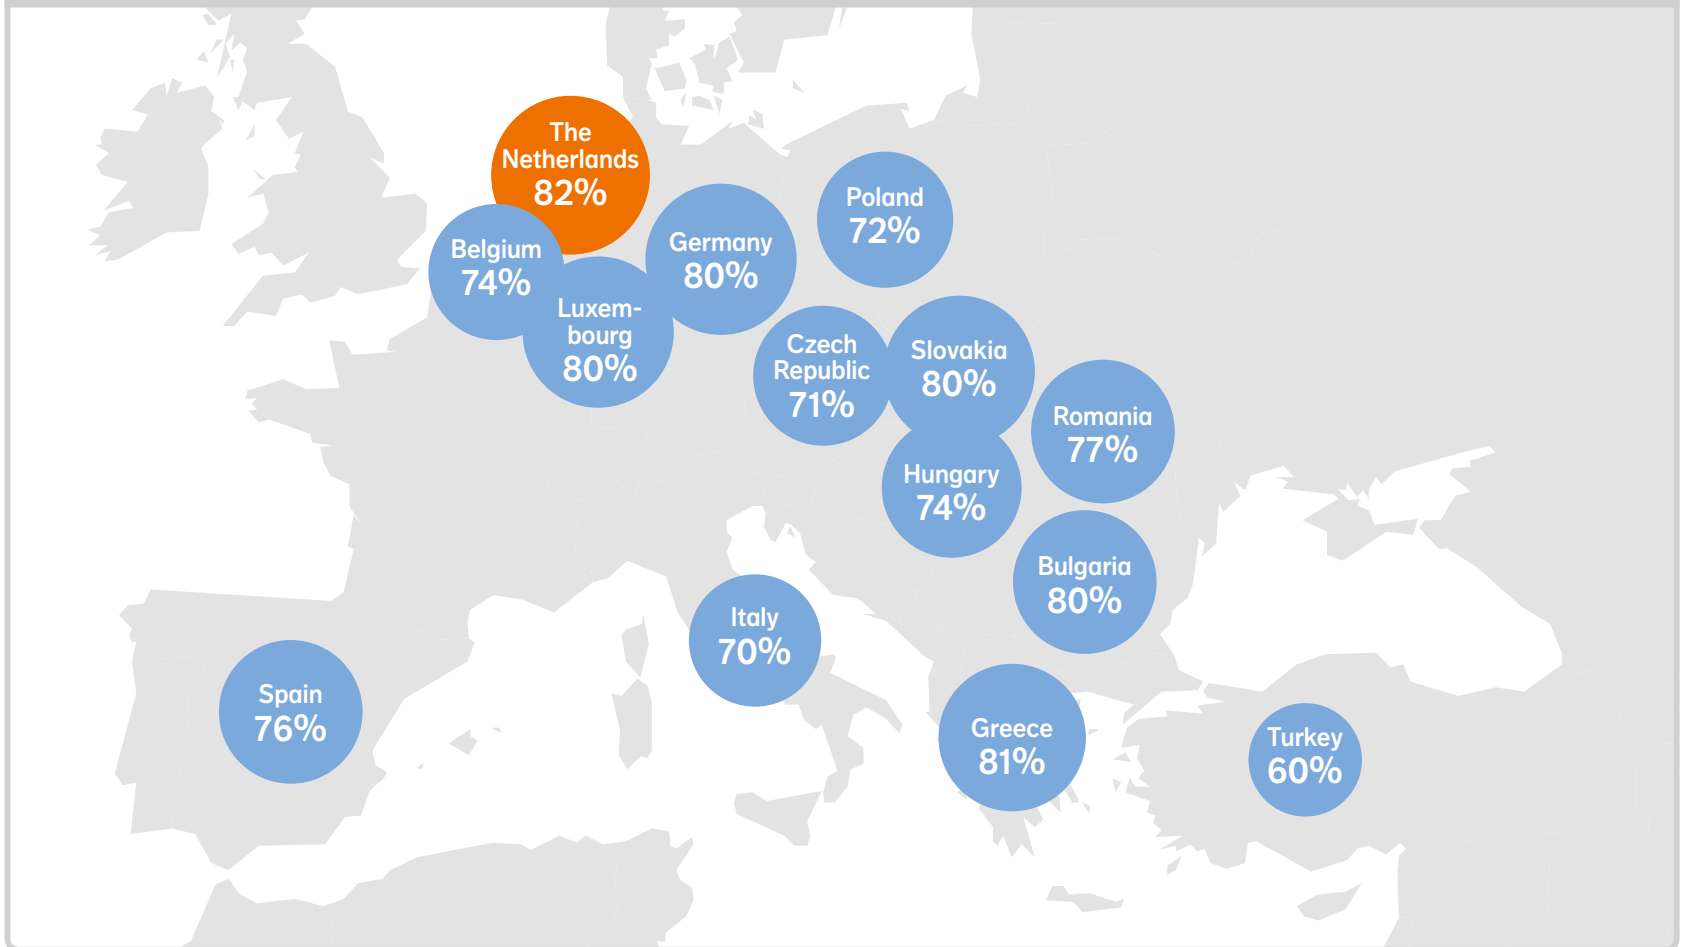 The
Netherlands
82%
Belgium
74%
Luxem-
bourg
80%
Germany
80%
Poland
72%
Czech
Republic
71%
Slovakia
80%
Romania
77%
Hungary
74%
Bulgaria
80%
Italy
70%
Spain
76%
Greece
81%
Turkey
60%